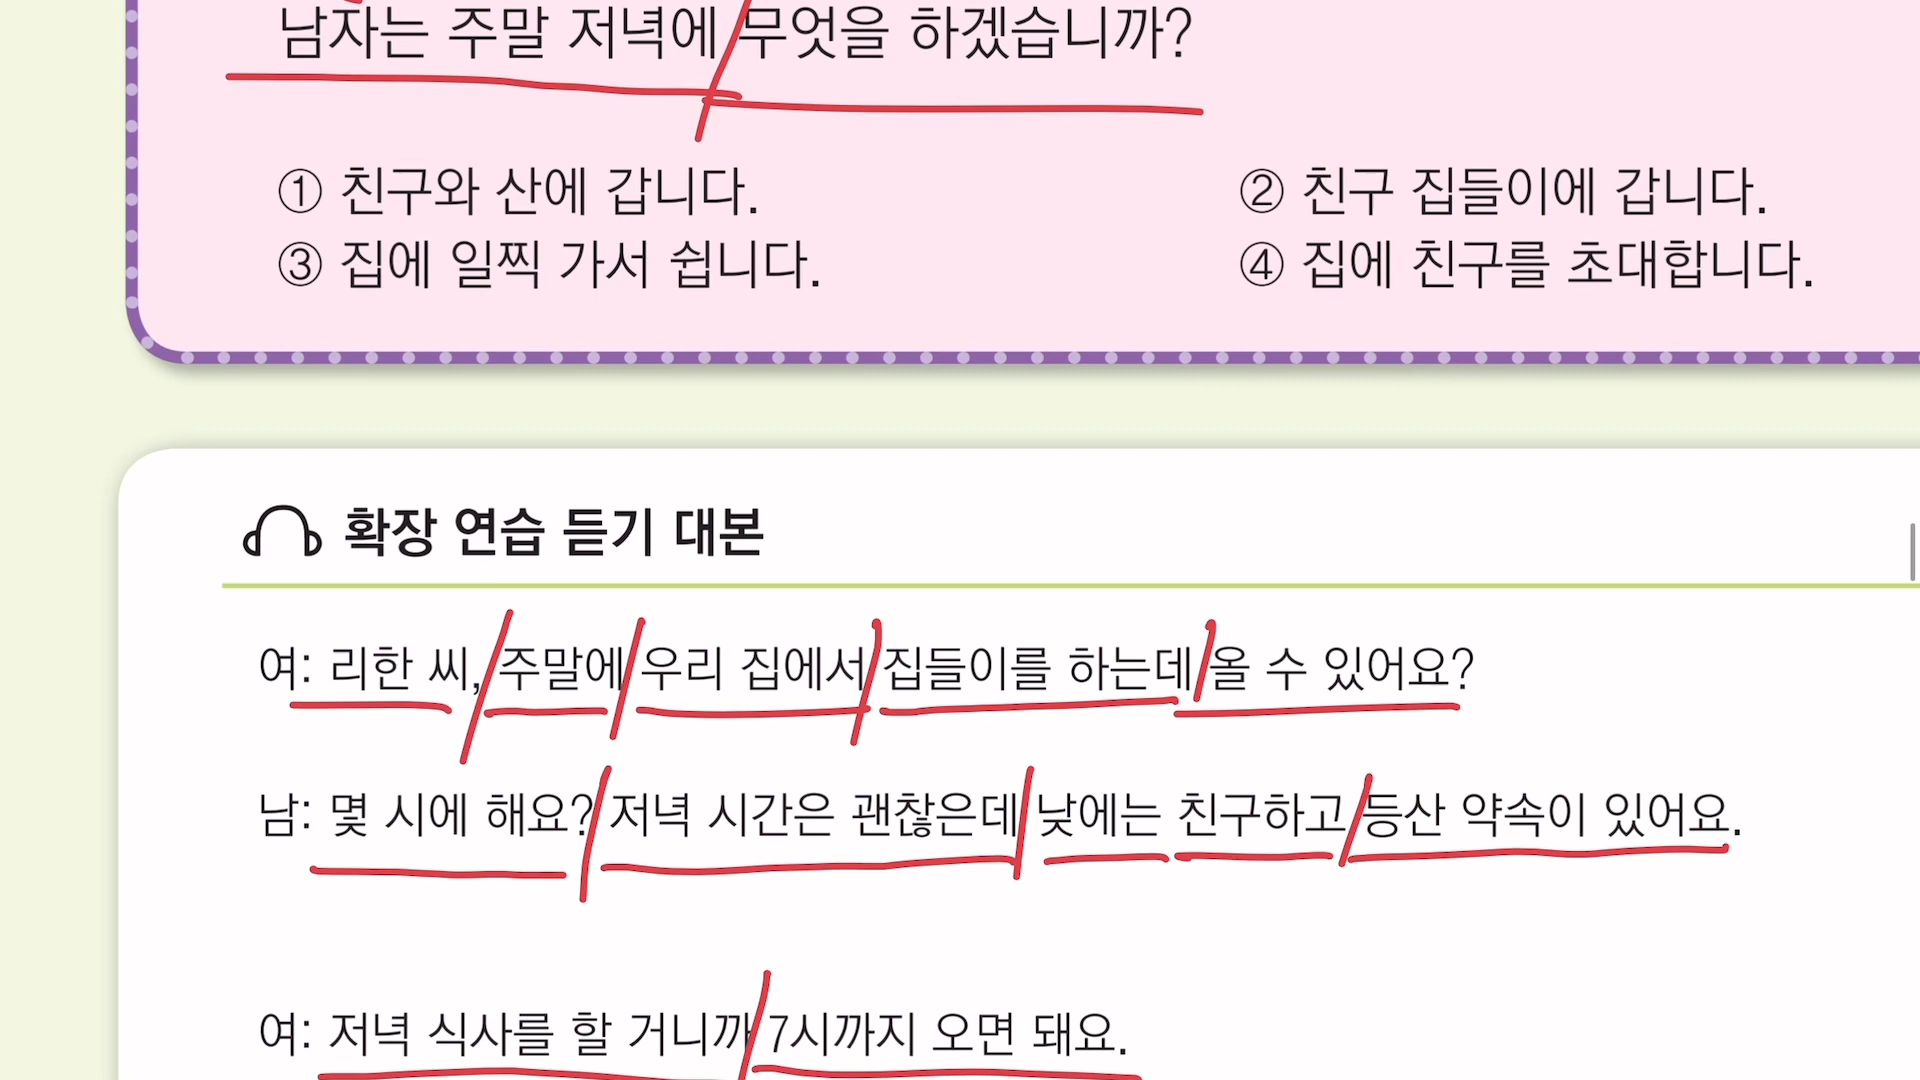 남자는 주말 저녁에 무엇을 하겠습니까?
① 친구와 산에 갑니다.
② 친구 집들이에 갑니다.
③ 집에 일찍 가서 쉽니다.
④ 집에 친구를 초대합니다.
확장 연습 듣기 대본
여: 리한 씨, 주말에 우리 집에서 집들이를 하는데 올 수 있어요?
남: 몇 시에 해요? 저녁 시간은 괜찮은데 낮에는 친구하고 등산 약속이 있어요.
여: 저녁 식사를 할 거니까 7시까지 오면 돼요.